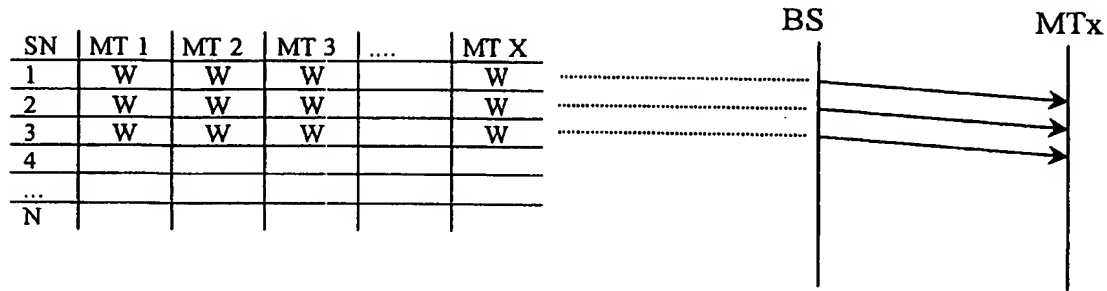 BS MTx
SN MT 1 MT 2 MT 3 .... MT X
1 W W W W
2 W W W W
3 W W W W
4
...
N